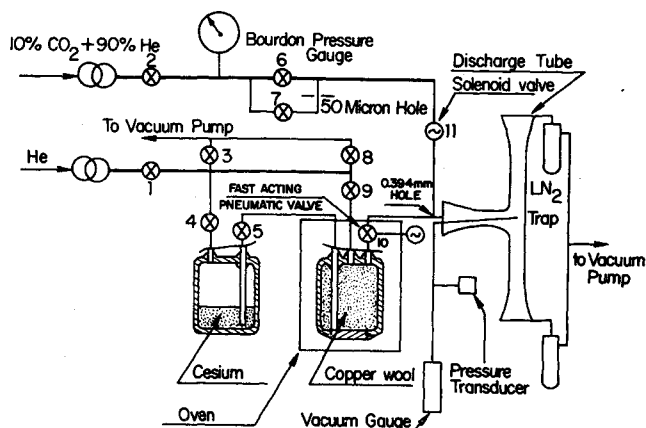 10% CO₂+90% He
Bourdon Pressure
Gauge
Discharge Tube
Solenoid valve
2
6
7
50 Micron Hole
11
To Vacuum Pump
He
1
3
8
9
0.394mm
HOLE
FAST ACTING
PNEUMATIC VALVE
LN₂
Trap
4
5
10
to Vacuum
Pump
Cesium
Copper wool
Oven
Pressure
Transducer
Vacuum Gauge